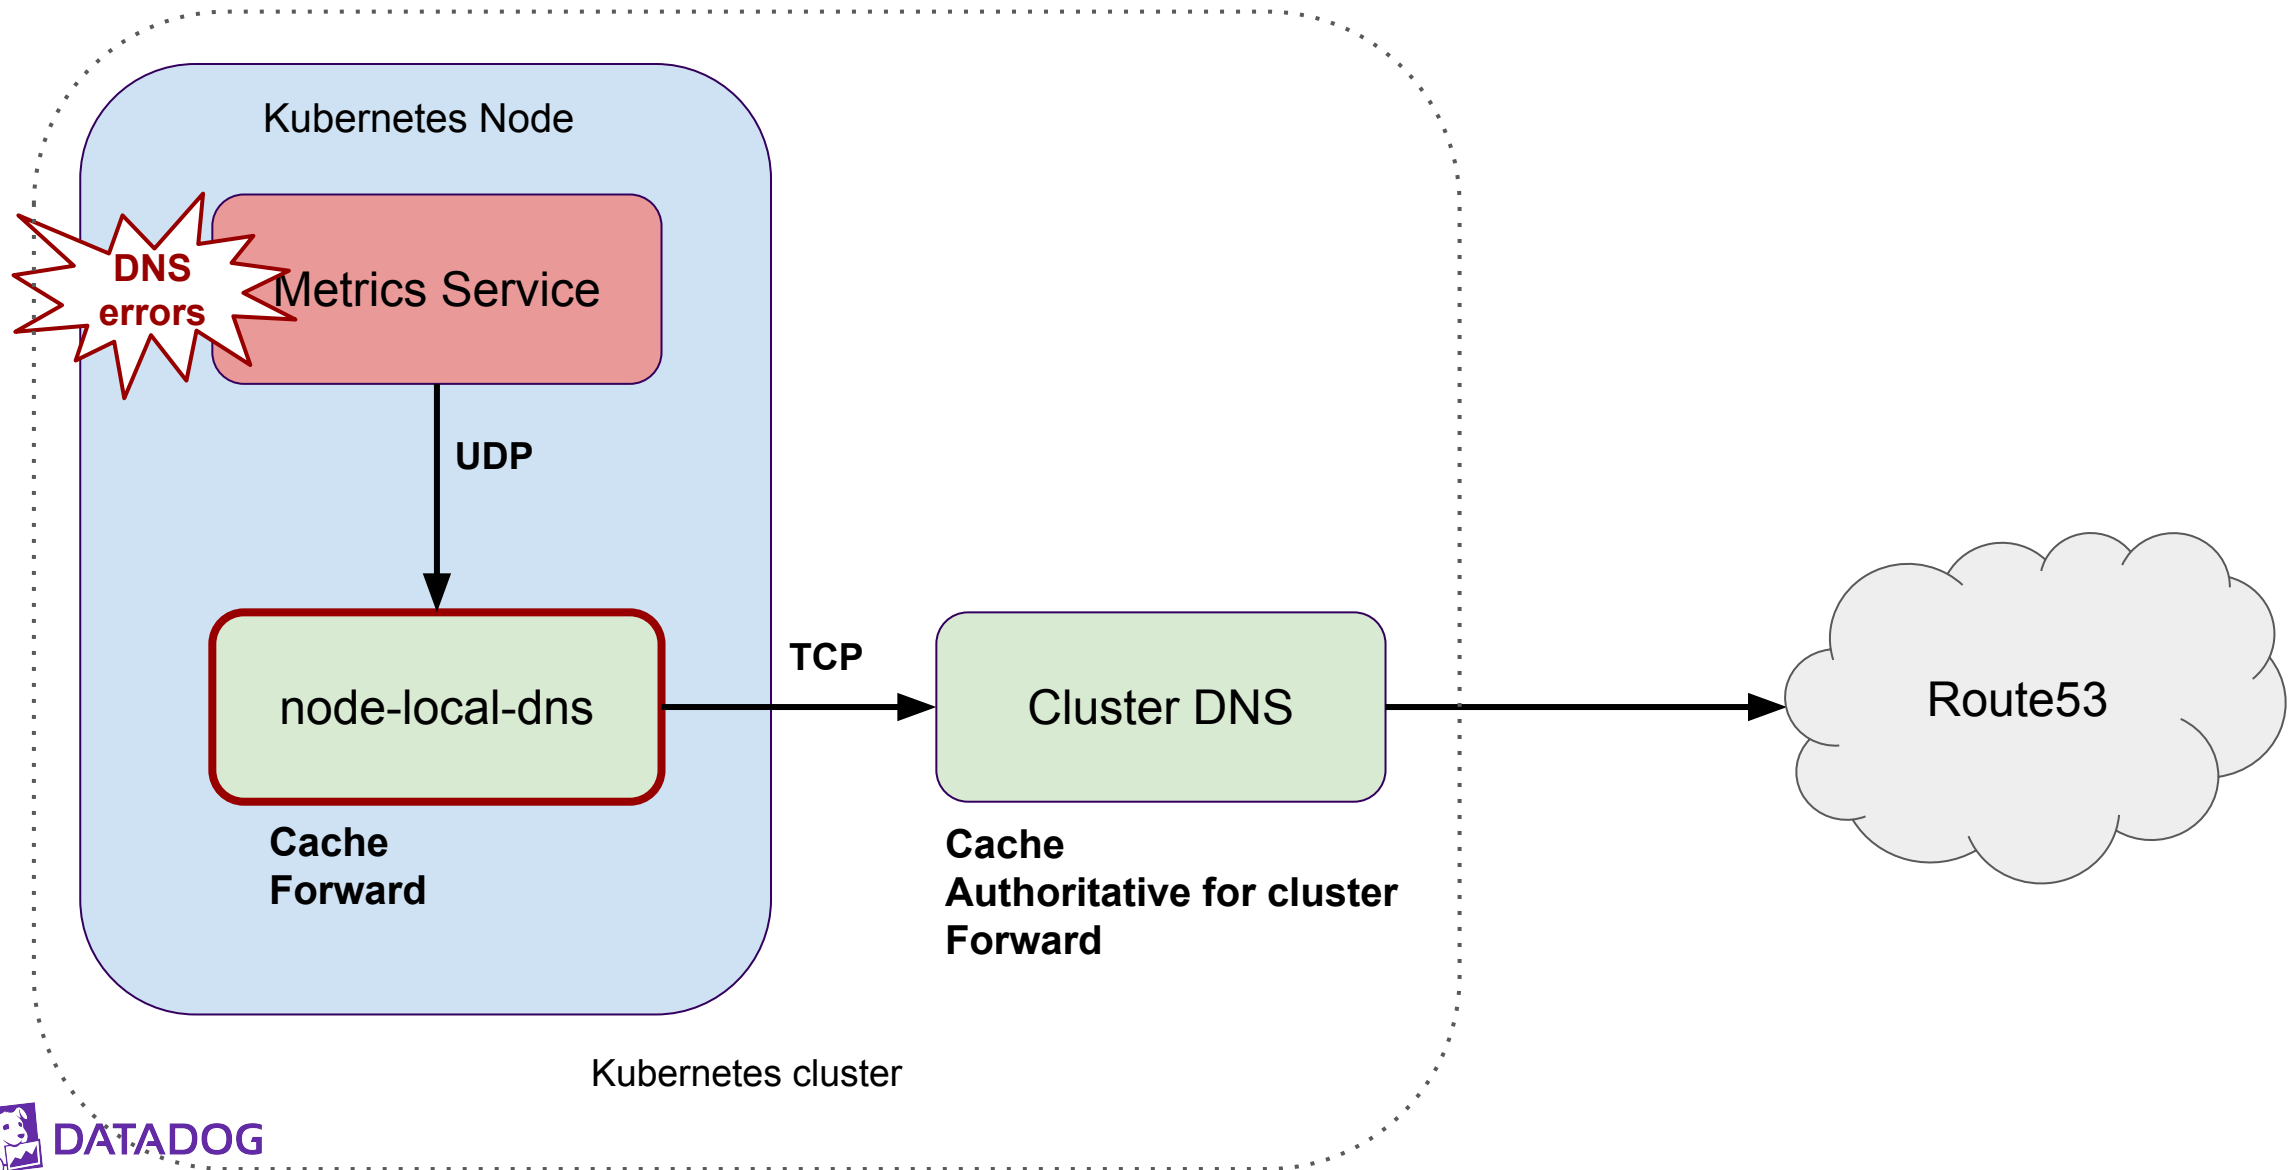 Kubernetes Node
DNS
errors
Metrics Service
UDP
TCP
node-local-dns
Cluster DNS
Route53
Cache
Forward
Cache
Authoritative for cluster
Forward
Kubernetes cluster
DATADOG